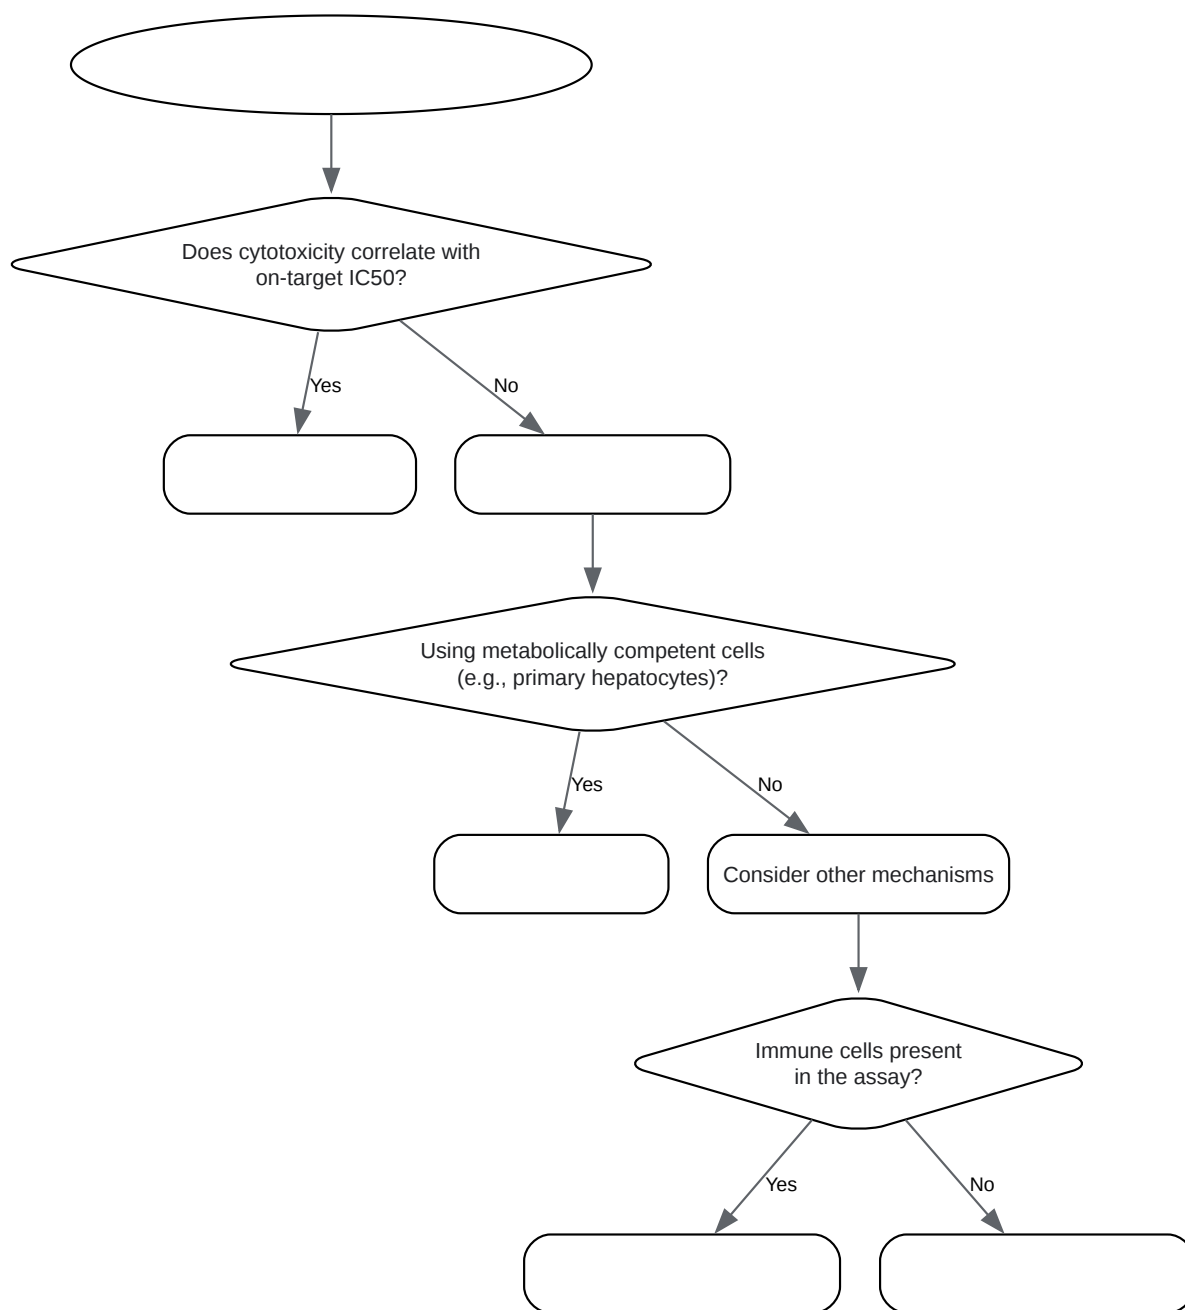 Does cytotoxicity correlate with
on-target IC50?
Yes
No
Using metabolically competent cells
(e.g., primary hepatocytes)?
Yes
No
Consider other mechanisms
Immune cells present
in the assay?
Yes
No